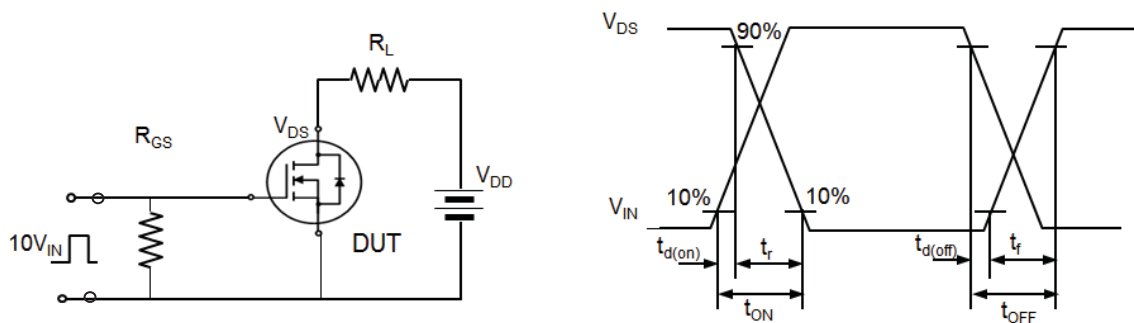 R_L
V_DS
R_GS
V_DD
DUT
10V_IN
V_DS
90%
V_IN
10%
10%
t_d(on)
t_r
t_d(off)
t_f
t_ON
t_OFF